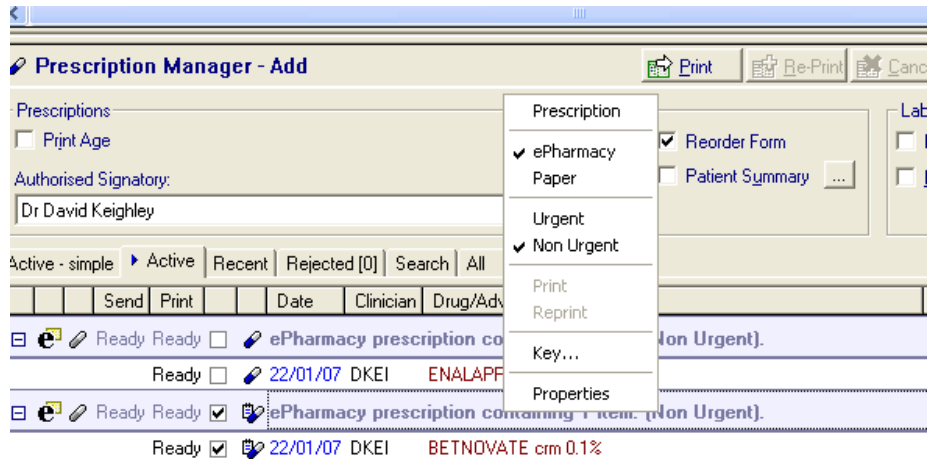 Prescription Manager - Add
Print
Re-Print
Canc
Prescriptions
Print Age
Authorised Signatory:
Dr David Keighley
Reorder Form
Patient Summary ...
Lab
Prescription
ePharmacy
Paper
Urgent
Non Urgent
Print
Reprint
Key...
Properties
Active - simple Active Recent Rejected [0] Search All
Send Print Date Clinician Drug/Adv
Ready Ready ePharmacy prescription co Non Urgent).
Ready 22/01/07 DKEI ENALAPR
Ready Ready ePharmacy prescription containing 1 item. (Non Urgent).
Ready 22/01/07 DKEI BETNOVATE crm 0.1%